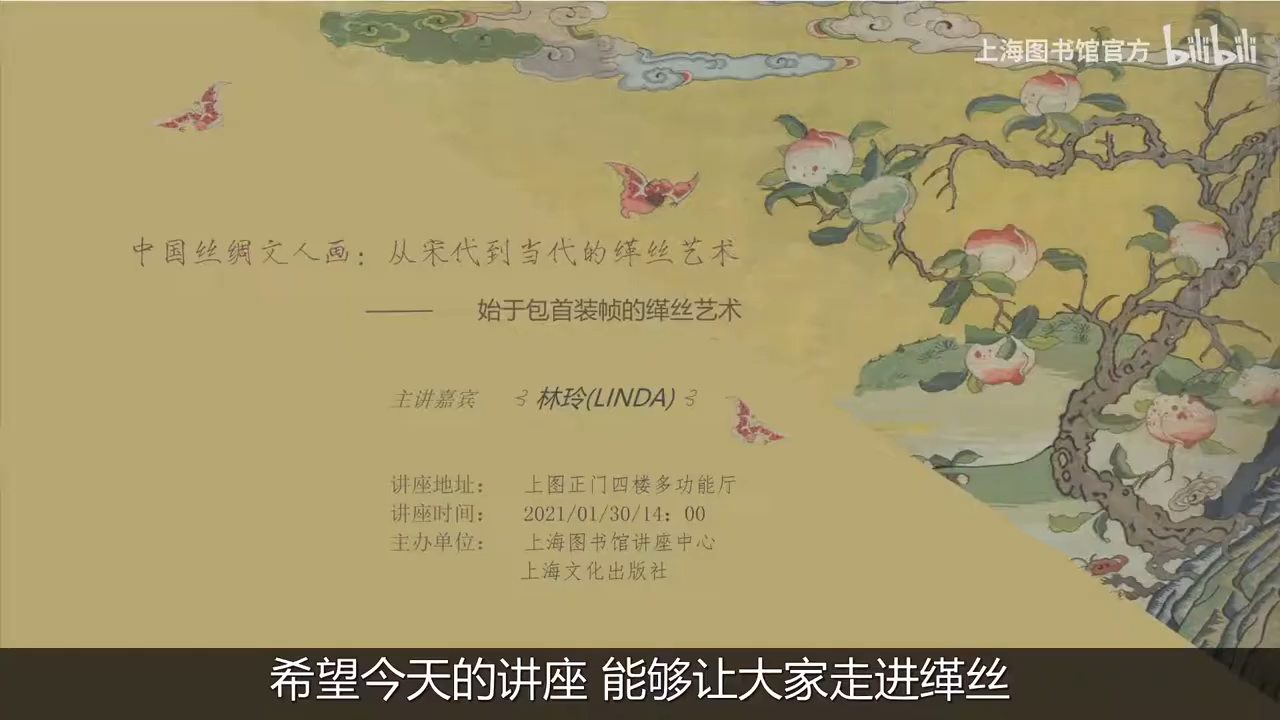 上海图书馆官方 bilibili
中国丝绸文人画：从宋代到当代的缂丝艺术
—— 始于包首装帧的缂丝艺术
主讲嘉宾 林玲(LINDA)
讲座地址： 上图正门四楼多功能厅
讲座时间： 2021/01/30/14：00
主办单位： 上海图书馆讲座中心
上海文化出版社
希望今天的讲座 能够让大家走进缂丝